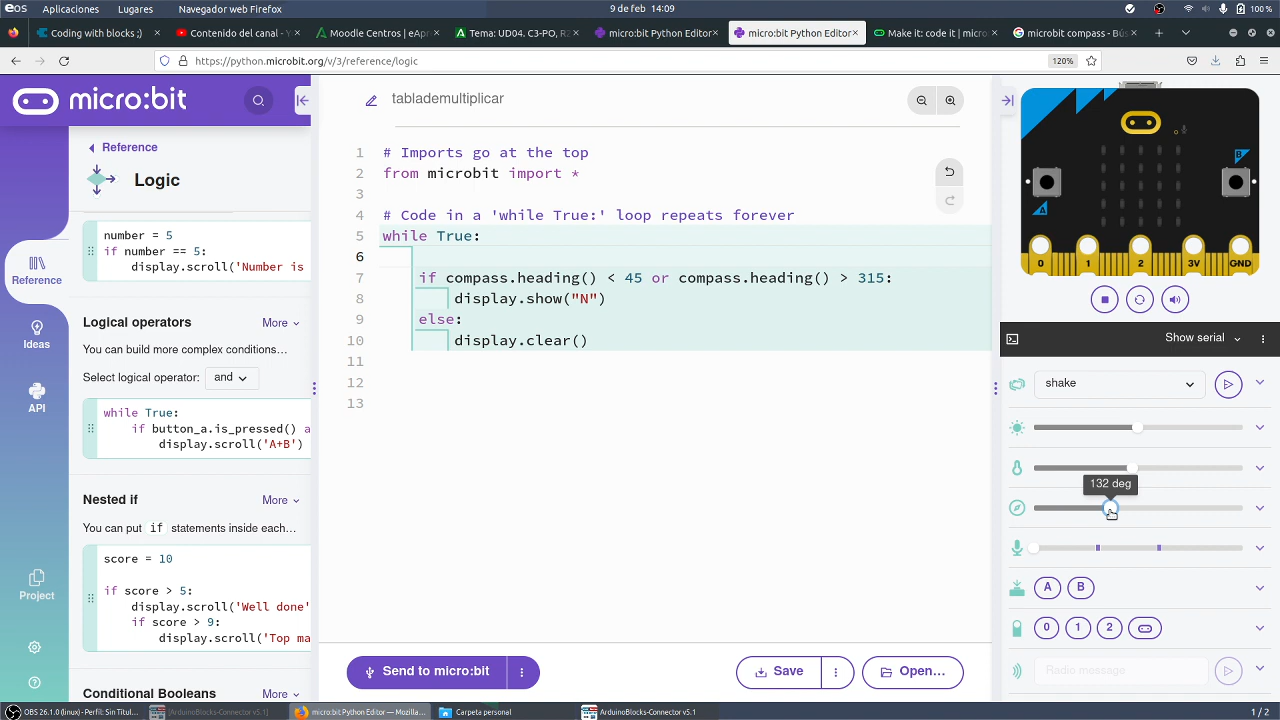 OS Aplicaciones Lugares Navegador web Firefox 9 de feb 14:09 100 %
Coding with blocks (p.5) Contenido del canal - Y Moodle Centros | eApr Tema: UD04. C3-PO, R2 micro:bit Python Editor micro:bit Python Editor Make it: code it | micro microbit compass - Bús
https://python.microbit.org/v/3/reference/logic 120%
micro:bit
Reference
Ideas
API
Project
Reference
Logic
number = 5
if number == 5:
display.scroll('Number is
Logical operators More
You can build more complex conditions…
Select logical operator: and
while True:
if button_a.is_pressed() a
display.scroll('A+B')
Nested if More
You can put if statements inside each…
score = 10
if score > 5:
display.scroll('Well done'
if score > 9:
display.scroll('Top ma
Conditional Booleans More
tablademultiplicar
1 # Imports go at the top
2 from microbit import *
3
4 # Code in a 'while True:' loop repeats forever
5 while True:
6
7 if compass.heading() < 45 or compass.heading() > 315:
8 display.show("N")
9 else:
10 display.clear()
11
12
13
Send to micro:bit Save Open...
A B
0 1 2 3V GND
Show serial
shake
132 deg
A B
0 1 2
Radio message
OBS 26.1.0 (linux) - Perfil: Sin Titul… [ArduinoBlocks-Connector v5.1] micro:bit Python Editor — Mozilla… Carpeta personal ArduinoBlocks-Connector v5.1 1 / 2